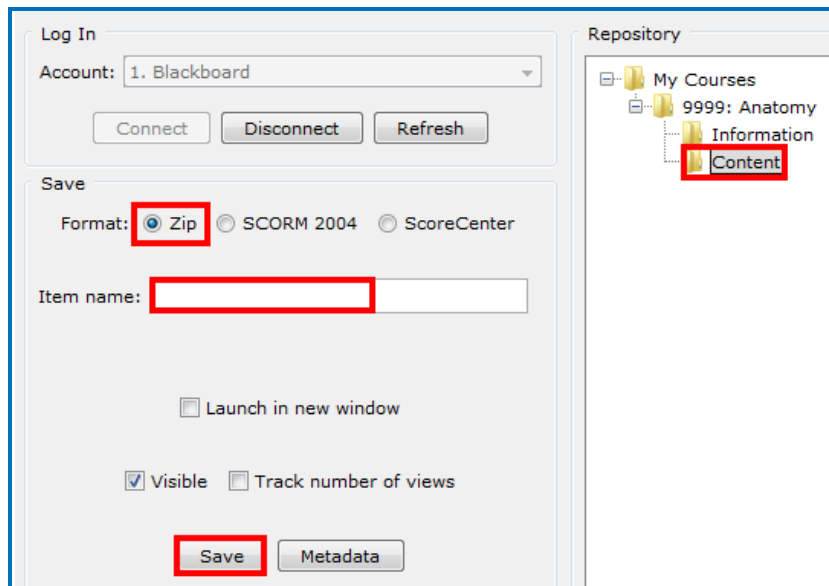 Log In
Account: 1. Blackboard
Connect Disconnect Refresh
Save
Format: Zip SCORM 2004 ScoreCenter
Item name:
Launch in new window
Visible Track number of views
Save Metadata
Repository
My Courses
9999: Anatomy
Information
Content